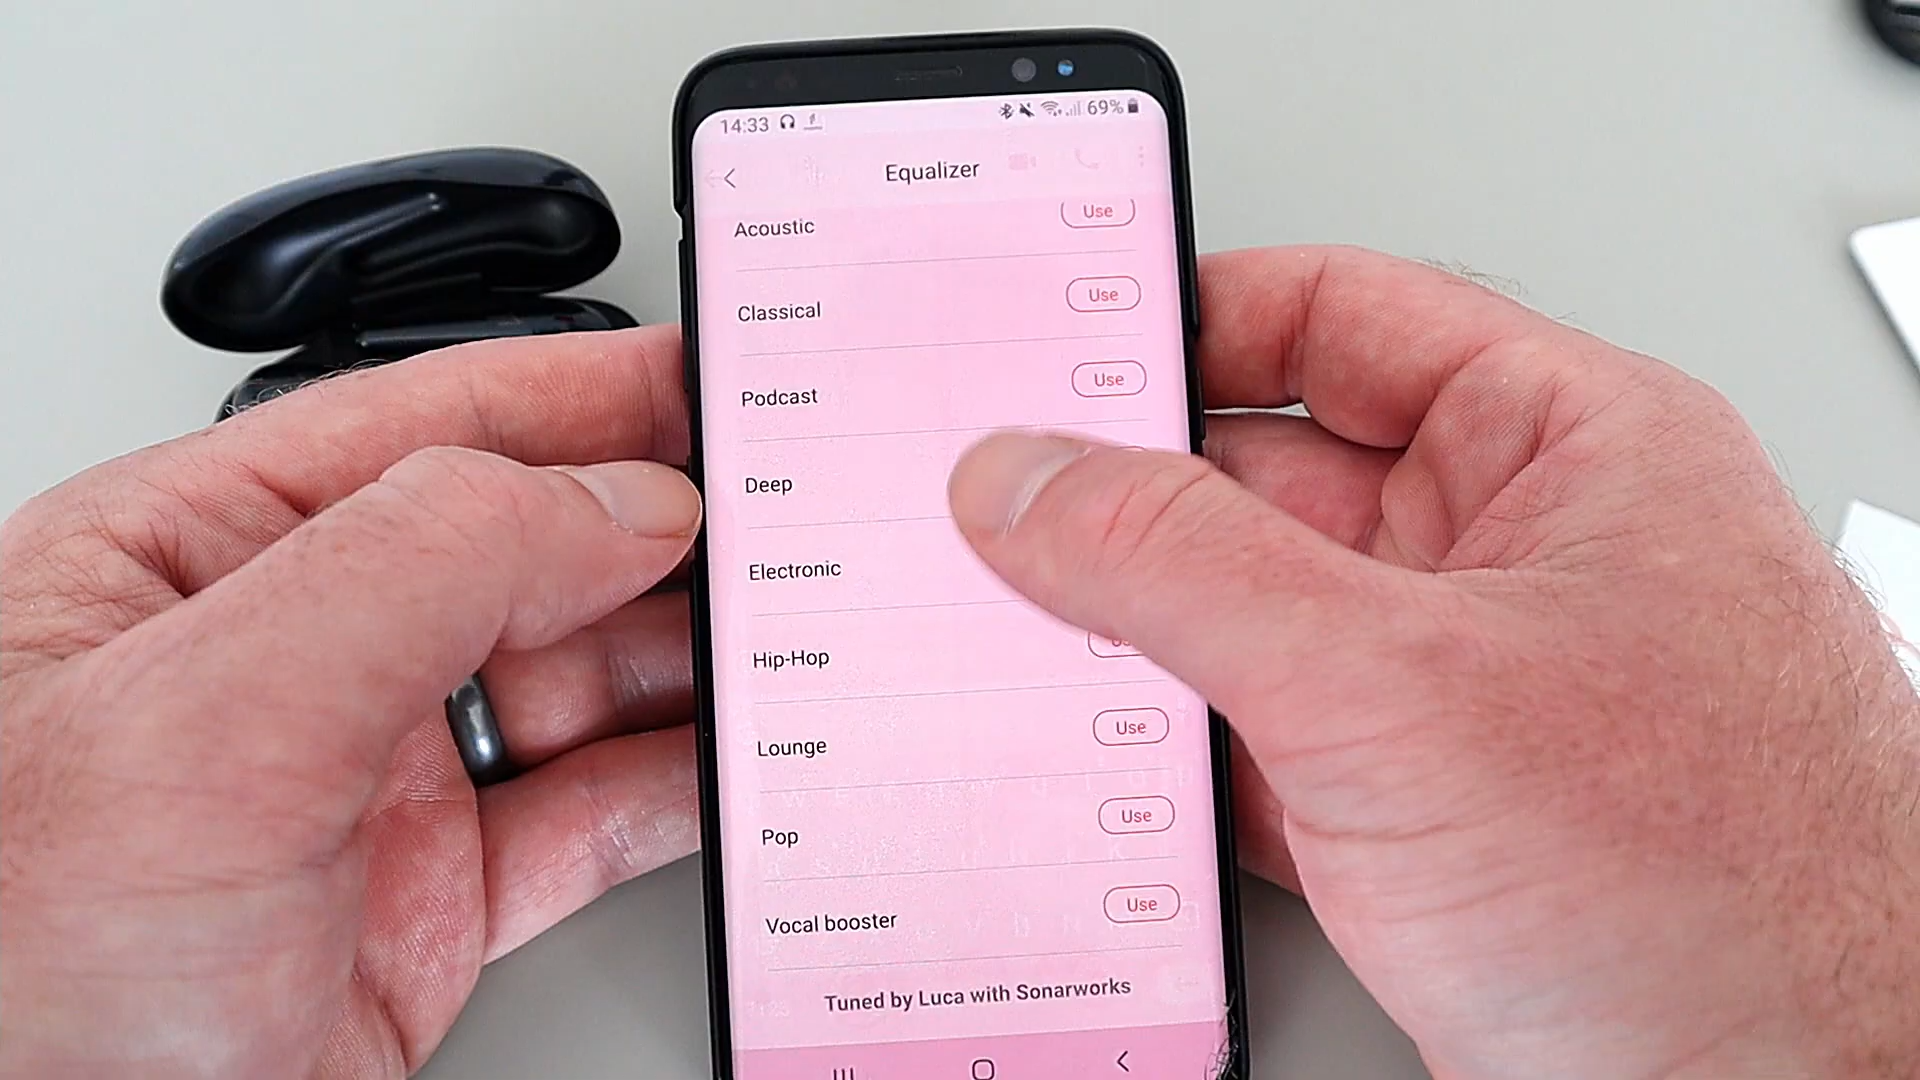 14:33 69%
Equalizer
Acoustic Use
Classical Use
Podcast Use
Deep
Electronic
Hip-Hop
Lounge Use
Pop Use
Vocal booster Use
Tuned by Luca with Sonarworks